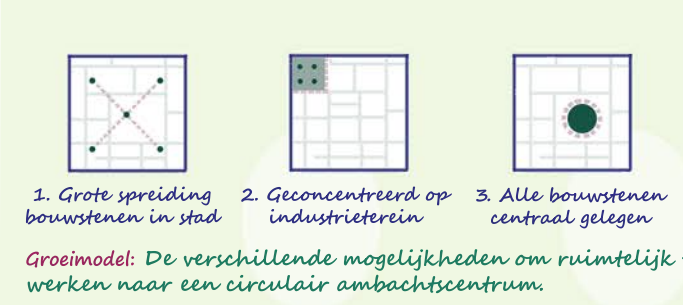 1. Grote spreiding
bouwstenen in stad
2. Geconcentreerd op
industrieterein
3. Alle bouwstenen
centraal gelegen
Groeimodel: De verschillende mogelijkheden om ruimtelijk
werken naar een circulair ambachtscentrum.